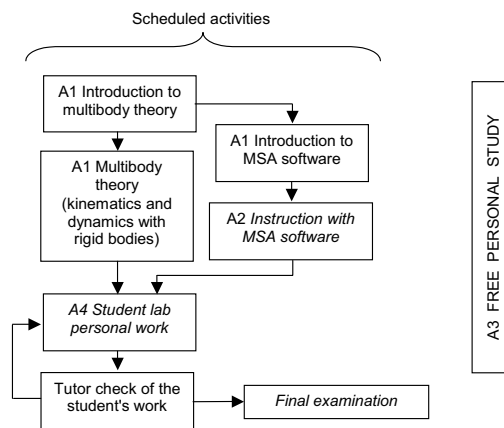 Scheduled activities
A1 Introduction to
multibody theory
A1 Introduction to
MSA software
A1 Multibody
theory
(kinematics and
dynamics with
rigid bodies)
A2 Instruction with
MSA software
A4 Student lab
personal work
Tutor check of the
student's work
Final examination
A3 FREE PERSONAL STUDY